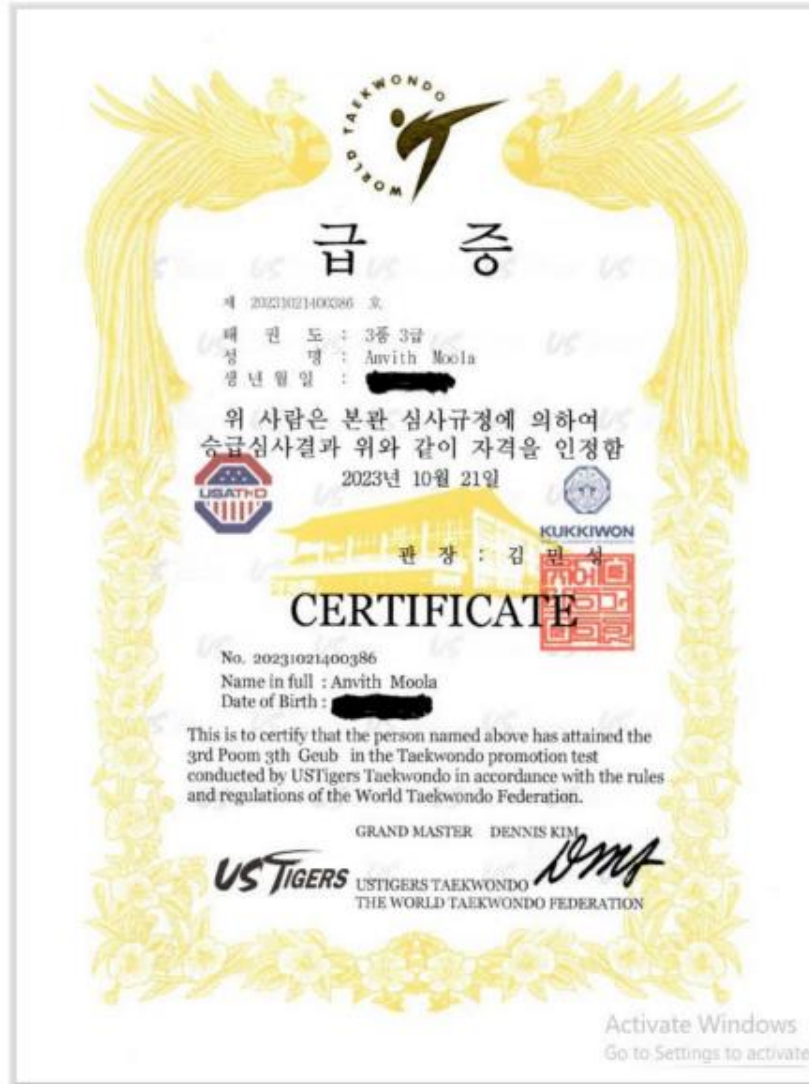 WORLD TAEKWONDO
급 증
제 20231021400386 호
태 권 도 : 3품 3급
성 명 : Anvith Moola
생 년 월 일 :
위 사람은 본관 심사규정에 의하여
승급심사결과 위와 같이 자격을 인정함
2023년 10월 21일
USATKD
KUKKIWON
관 장 : 김 민 성
CERTIFICATE
No. 20231021400386
Name in full : Anvith Moola
Date of Birth :
This is to certify that the person named above has attained the
3rd Poom 3th Geub in the Taekwondo promotion test
conducted by USTigers Taekwondo in accordance with the rules
and regulations of the World Taekwondo Federation.
GRAND MASTER DENNIS KIM
US TIGERS
USTIGERS TAEKWONDO
THE WORLD TAEKWONDO FEDERATION
Activate Windows
Go to Settings to activate